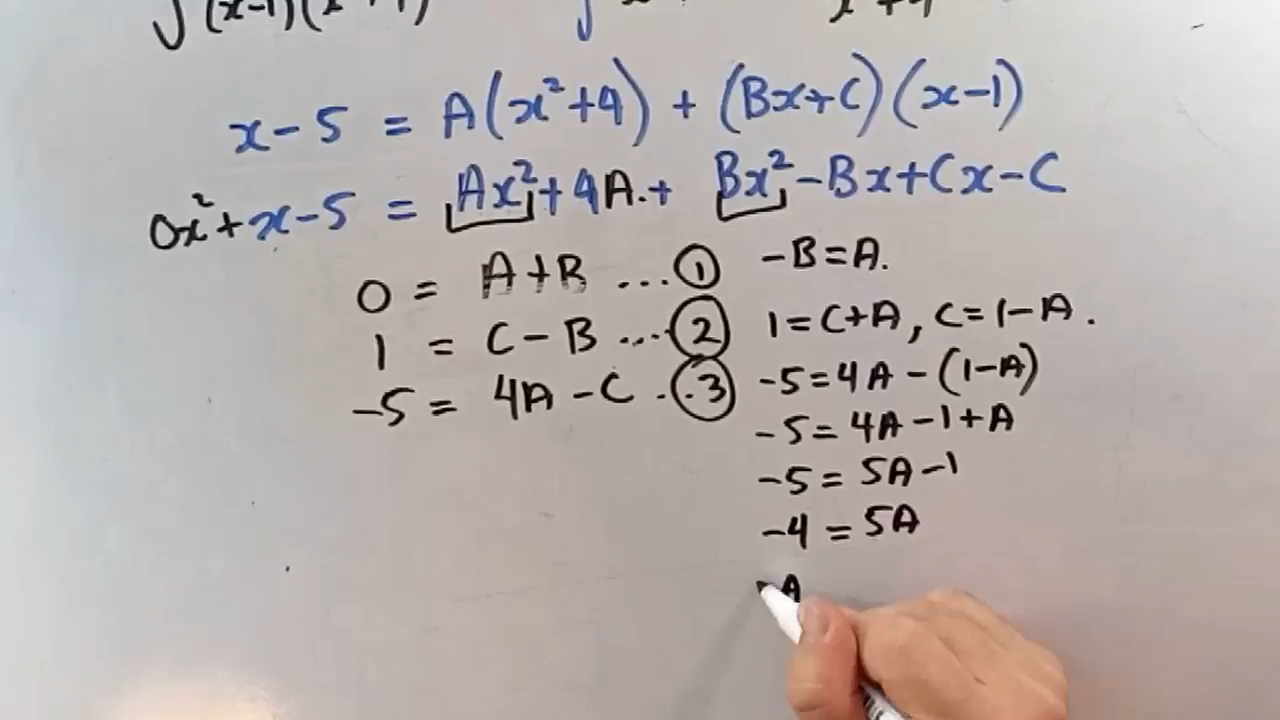 x - 5 = A(x² + 4) + (Bx + C)(x - 1)
0x² + x - 5 = Ax² + 4A + Bx² - Bx + Cx - C
0 = A + B ... ① -B = A.
1 = C - B ... ② 1 = C + A, C = 1 - A.
-5 = 4A - C .. ③ -5 = 4A - (1 - A)
-5 = 4A - 1 + A
-5 = 5A - 1
-4 = 5A